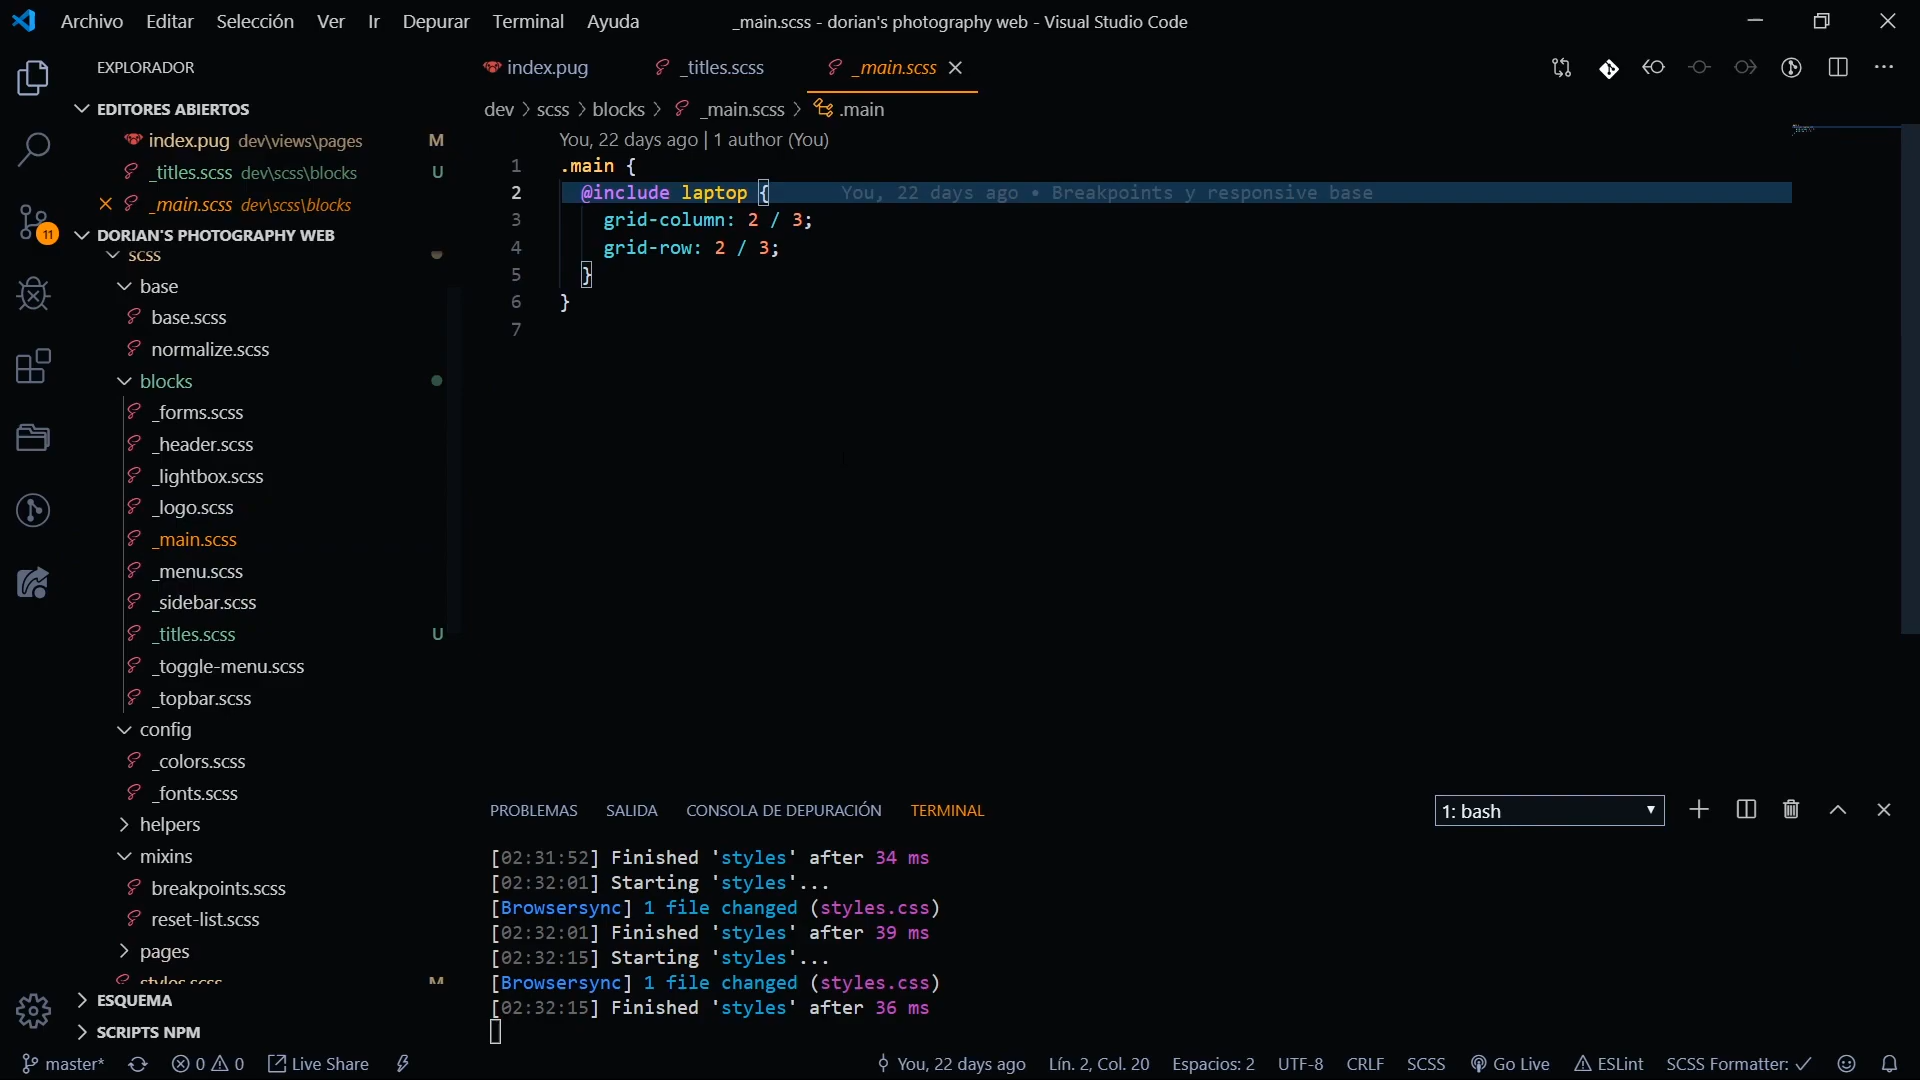 Archivo Editar Selección Ver Ir Depurar Terminal Ayuda _main.scss - dorian's photography web - Visual Studio Code
EXPLORADOR
EDITORES ABIERTOS
index.pug dev\views\pages M
_titles.scss dev\scss\blocks U
_main.scss dev\scss\blocks
11
DORIAN'S PHOTOGRAPHY WEB
scss
base
base.scss
normalize.scss
blocks
_forms.scss
_header.scss
_lightbox.scss
_logo.scss
_main.scss
_menu.scss
_sidebar.scss
_titles.scss U
_toggle-menu.scss
_topbar.scss
config
_colors.scss
_fonts.scss
helpers
mixins
breakpoints.scss
reset-list.scss
pages
styles.scss M
ESQUEMA
SCRIPTS NPM
index.pug _titles.scss _main.scss
dev > scss > blocks > _main.scss > .main
You, 22 days ago | 1 author (You)
1 .main {
2 @include laptop { You, 22 days ago • Breakpoints y responsive base
3 grid-column: 2 / 3;
4 grid-row: 2 / 3;
5 }
6 }
7
PROBLEMAS SALIDA CONSOLA DE DEPURACIÓN TERMINAL 1: bash
[02:31:52] Finished 'styles' after 34 ms
[02:32:01] Starting 'styles'...
[Browsersync] 1 file changed (styles.css)
[02:32:01] Finished 'styles' after 39 ms
[02:32:15] Starting 'styles'...
[Browsersync] 1 file changed (styles.css)
[02:32:15] Finished 'styles' after 36 ms
master* 0 0 Live Share You, 22 days ago Lín. 2, Col. 20 Espacios: 2 UTF-8 CRLF SCSS Go Live ESLint SCSS Formatter: ✓